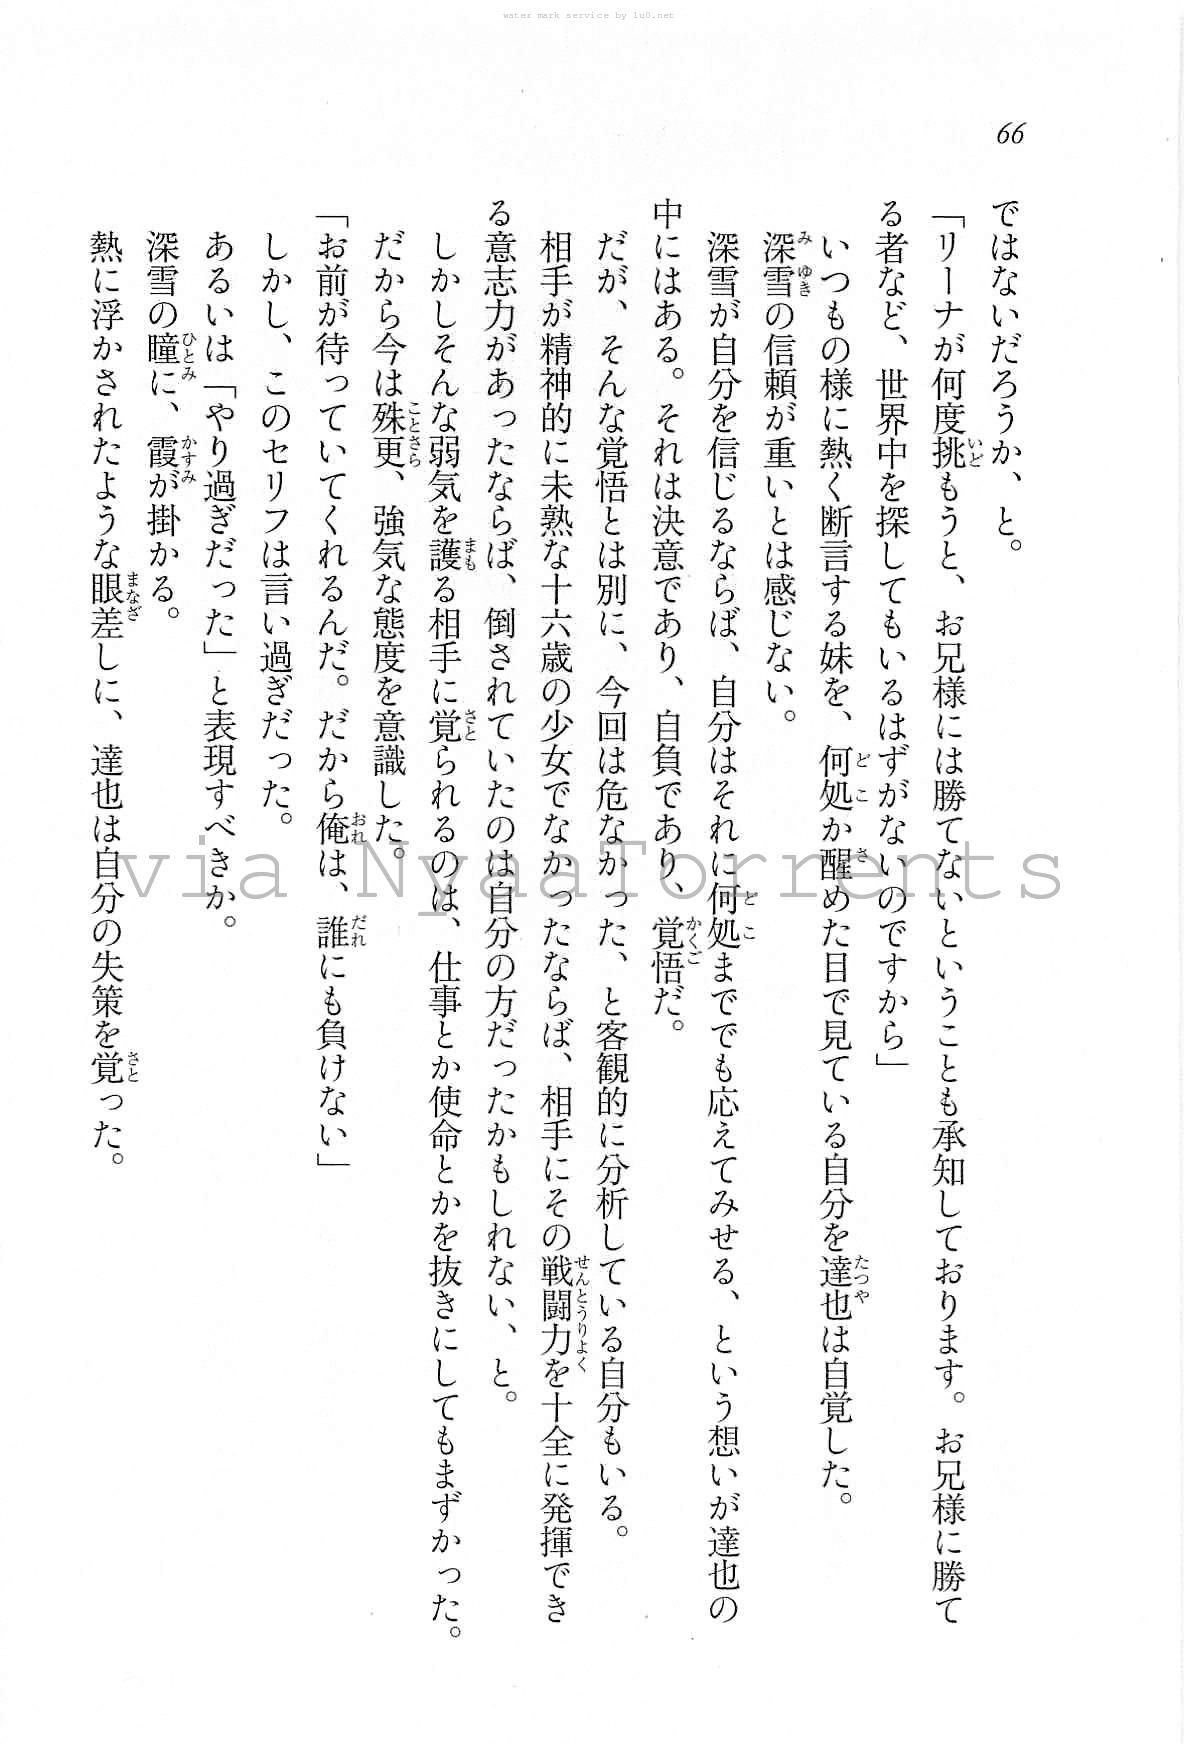 water mark service by lu0.net
66
ではないだろうか、と。
「リーナが何度挑もうと、お兄様には勝てないということも承知しております。お兄様に勝て
る者など、世界中を探してもいるはずがないのですから」
いつもの様に熱く断言する妹を、何処か醒めた目で見ている自分を達也は自覚した。
深雪の信頼が重いとは感じない。
深雪が自分を信じるならば、自分はそれに何処まででも応えてみせる、という想いが達也の
中にはある。それは決意であり、自負であり、覚悟だ。
だが、そんな覚悟とは別に、今回は危なかった、と客観的に分析している自分もいる。
相手が精神的に未熟な十六歳の少女でなかったならば、相手にその戦闘力を十全に発揮でき
る意志力があったならば、倒されていたのは自分の方だったかもしれない、と。
しかしそんな弱気を護る相手に覚られるのは、仕事とか使命とかを抜きにしてもまずかった。
だから今は殊更、強気な態度を意識した。
「お前が待っていてくれるんだ。だから俺は、誰にも負けない」
しかし、このセリフは言い過ぎだった。
あるいは「やり過ぎだった」と表現すべきか。
深雪の瞳に、霞が掛かる。
熱に浮かされたような眼差しに、達也は自分の失策を覚った。
via NyaaTorrents